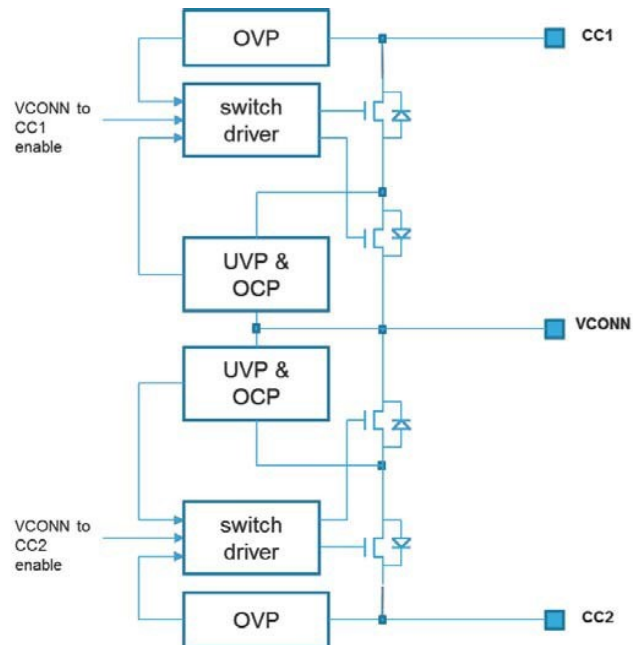 OVP
CC1
VCONN to
CC1
enable
switch
driver
UVP &
OCP
VCONN
UVP &
OCP
VCONN to
CC2
enable
switch
driver
OVP
CC2